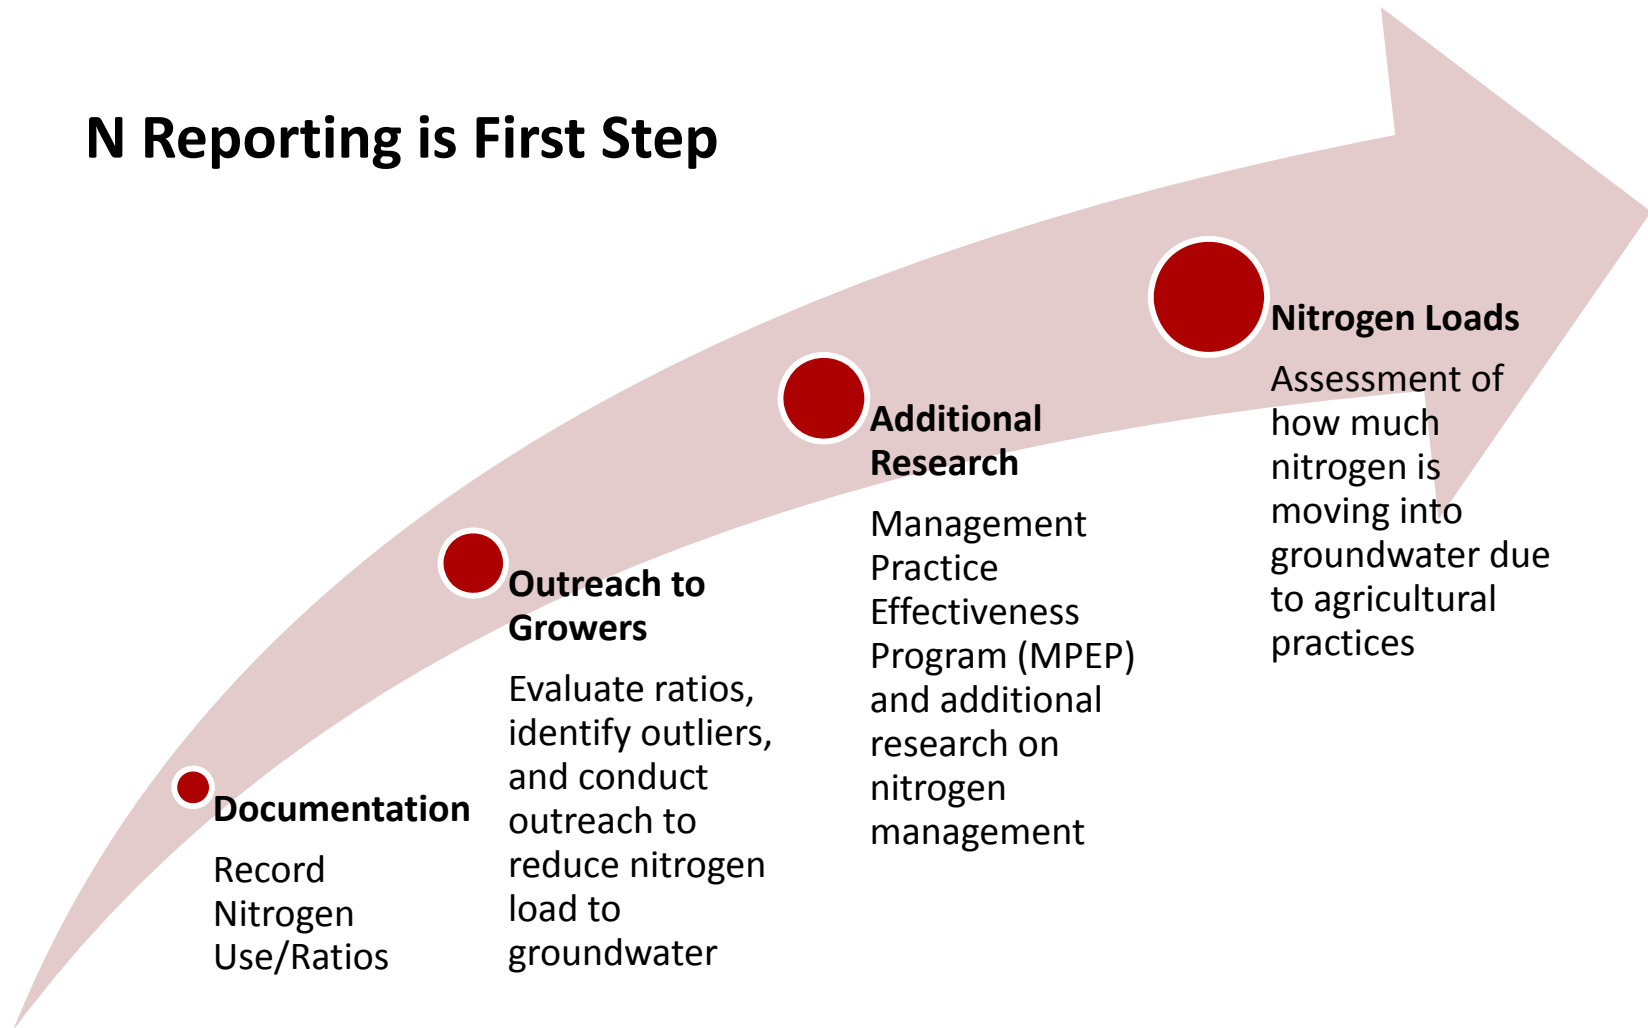 N Reporting is First Step
Documentation
Record
Nitrogen
Use/Ratios
Outreach to
Growers
Evaluate ratios,
identify outliers,
and conduct
outreach to
reduce nitrogen
load to
groundwater
Additional
Research
Management
Practice
Effectiveness
Program (MPEP)
and additional
research on
nitrogen
management
Nitrogen Loads
Assessment of
how much
nitrogen is
moving into
groundwater due
to agricultural
practices